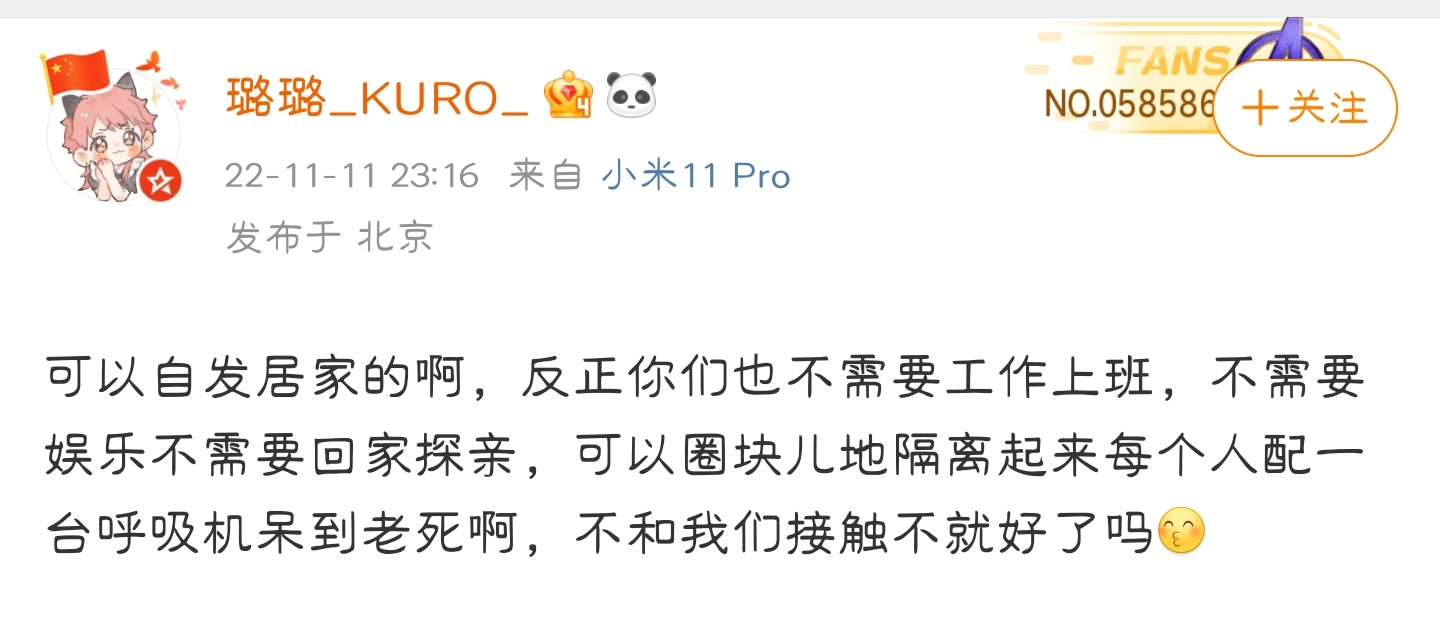 FANS
璐璐_KURO_
NO.058586
十关注
22-11-11 23:16 来自 小米11 Pro
发布于 北京
可以自发居家的啊，反正你们也不需要工作上班，不需要
娱乐不需要回家探亲，可以圈块儿地隔离起来每个人配一
台呼吸机呆到老死啊，不和我们接触不就好了吗😙